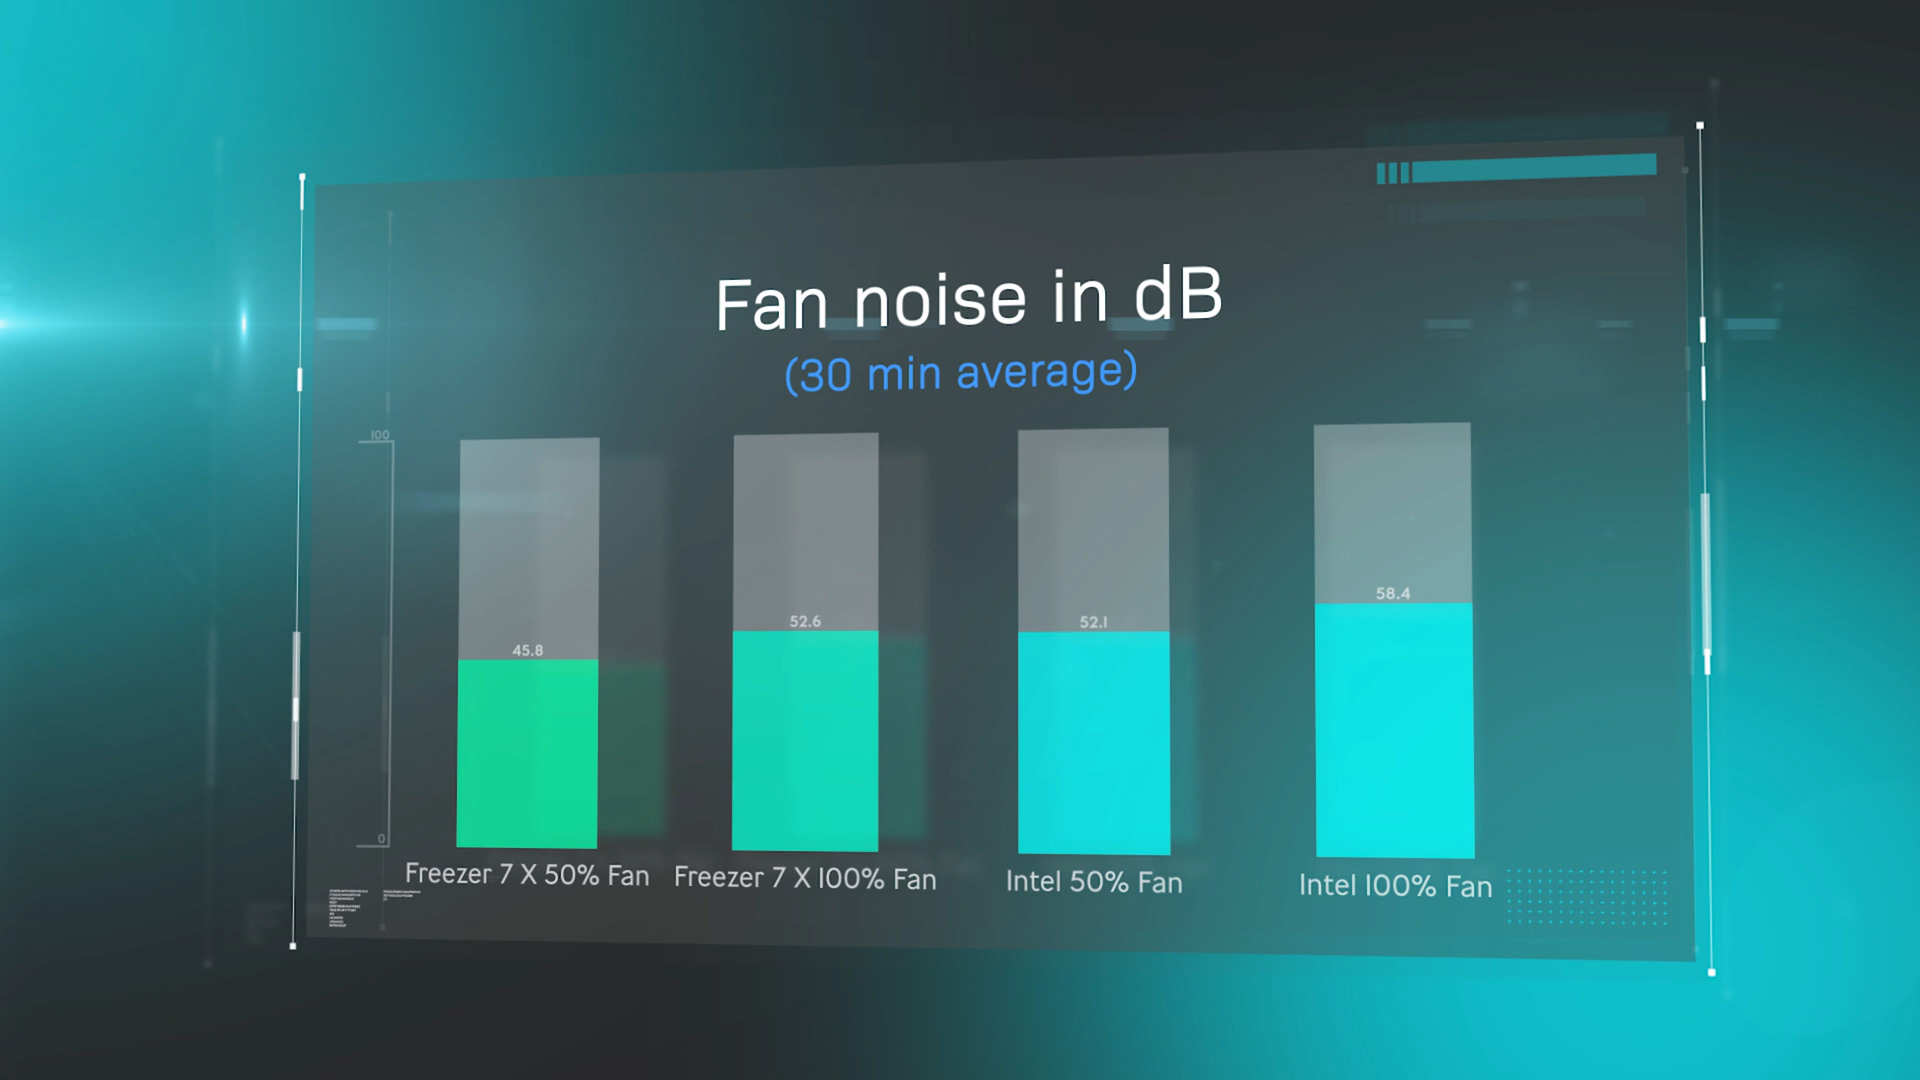 Fan noise in dB
(30 min average)
100
45.8
52.6
52.1
58.4
0
Freezer 7 X 50% Fan
Freezer 7 X 100% Fan
Intel 50% Fan
Intel 100% Fan